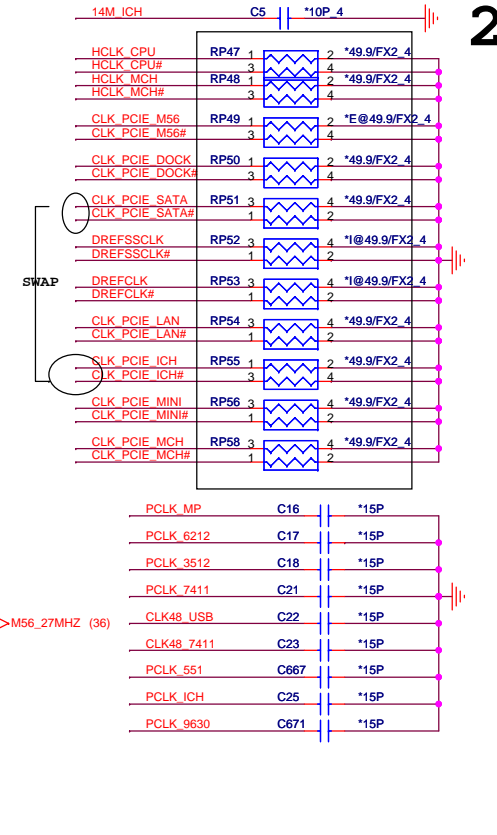 14M_ICH C5 *10P_4
2
HCLK_CPU RP47 1 2 *49.9/FX2_4
HCLK_CPU# 3 4
HCLK_MCH RP48 1 2 *49.9/FX2_4
HCLK_MCH# 3 4
CLK_PCIE_M56 RP49 1 2 *E@49.9/FX2_4
CLK_PCIE_M56# 3 4
CLK_PCIE_DOCK RP50 1 2 *49.9/FX2_4
CLK_PCIE_DOCK# 3 4
CLK_PCIE_SATA RP51 3 4 *49.9/FX2_4
CLK_PCIE_SATA# 1 2
DREFSSCLK RP52 3 4 *I@49.9/FX2_4
DREFSSCLK# 1 2
SWAP
DREFCLK RP53 3 4 *I@49.9/FX2_4
DREFCLK# 1 2
CLK_PCIE_LAN RP54 3 4 *49.9/FX2_4
CLK_PCIE_LAN# 1 2
CLK_PCIE_ICH RP55 1 2 *49.9/FX2_4
CLK_PCIE_ICH# 3 4
CLK_PCIE_MINI RP56 3 4 *49.9/FX2_4
CLK_PCIE_MINI# 1 2
CLK_PCIE_MCH RP58 3 4 *49.9/FX2_4
CLK_PCIE_MCH# 1 2
PCLK_MP C16 *15P
PCLK_6212 C17 *15P
PCLK_3512 C18 *15P
PCLK_7411 C21 *15P
M56_27MHZ (36) CLK48_USB C22 *15P
CLK48_7411 C23 *15P
PCLK_551 C667 *15P
PCLK_ICH C25 *15P
PCLK_9630 C671 *15P